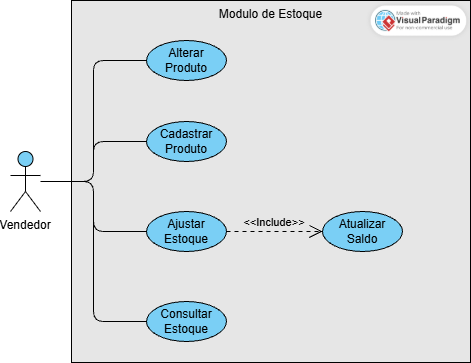 Modulo de Estoque
Made with
Visual Paradigm
For non-commercial use
Alterar
Produto
Cadastrar
Produto
Vendedor
Ajustar
Estoque
<<Include>>
Atualizar
Saldo
Consultar
Estoque